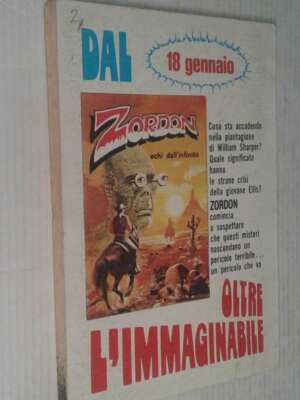 DAL
18 gennaio
ZORDON
echi dall'infinito
Cosa sta accadendo
nella piantagione
di William Sharper?
Quale significato
hanno
le strane crisi
della giovane Ellis?
ZORDON
comincia
a sospettare
che questi misteri
nascondano un
pericolo terribile...
un pericolo che va
OLTRE
L'IMMAGINABILE